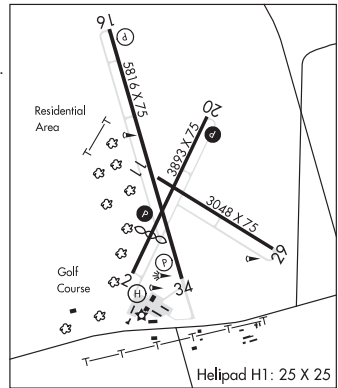 16
P
5816 X 75
Residential
Area
T
T
20
P
3893 X 75
11
3048 X 75
P
29
Golf
Course
P
2
H
34
T
T
T
T
T
T
Helipad H1: 25 X 25